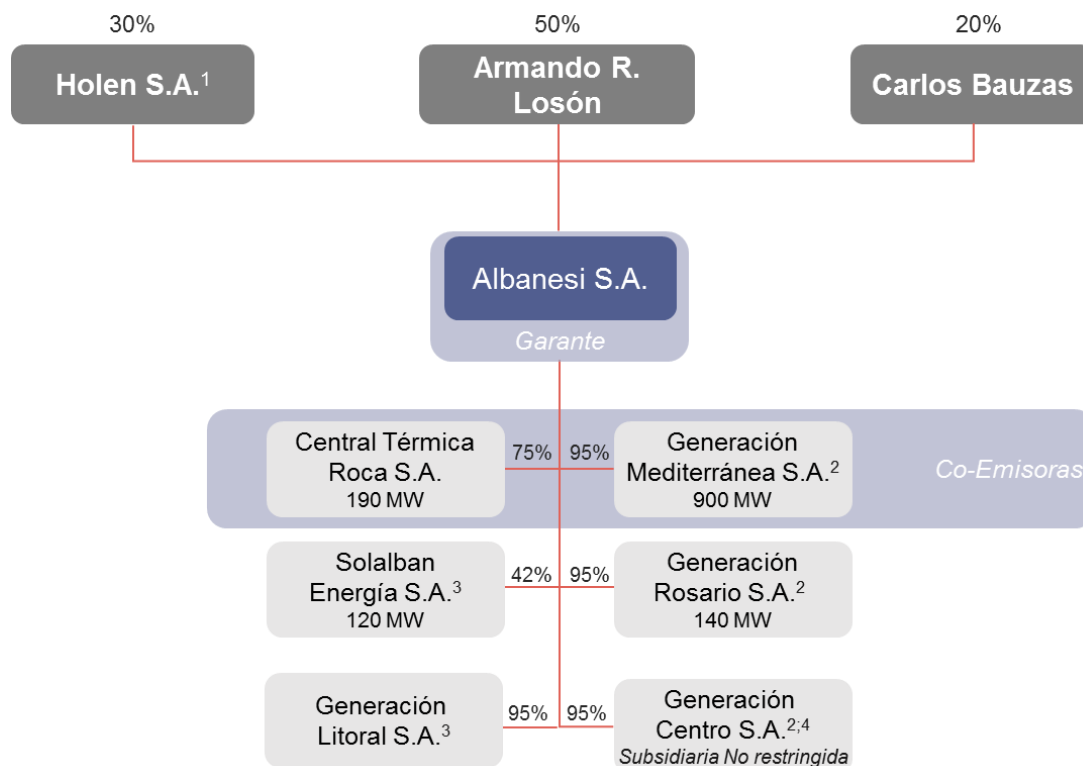 30%
50%
20%
Holen S.A.¹
Armando R.
Losón
Carlos Bauzas
Albanesi S.A.
Garante
Central Térmica
Roca S.A.
190 MW
75%
95%
Generación
Mediterránea S.A.²
900 MW
Co-Emisoras
Solalban
Energía S.A.³
120 MW
42%
95%
Generación
Rosario S.A.²
140 MW
Generación
Litoral S.A.³
95%
95%
Generación
Centro S.A.²;⁴
Subsidiaria No restringida